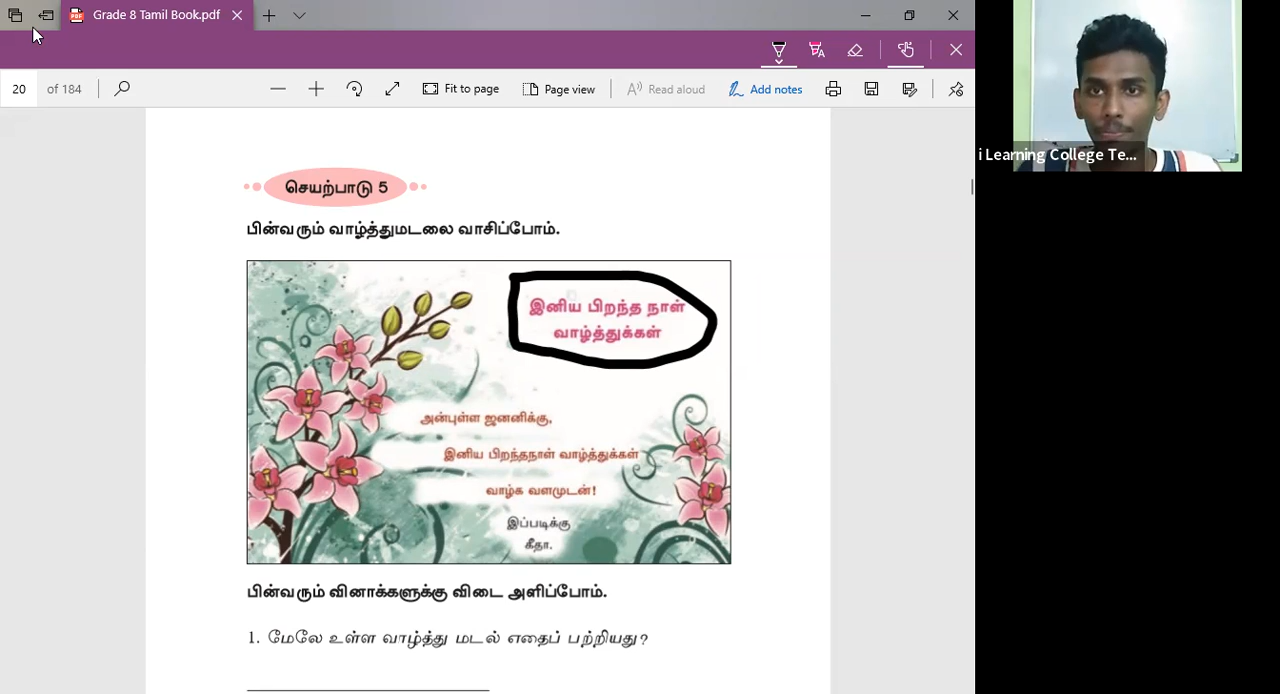 Grade 8 Tamil Book.pdf
20 of 184
Fit to page
Page view
Read aloud
Add notes
i Learning College Te...
செயற்பாடு 5
பின்வரும் வாழ்த்துமடலை வாசிப்போம்.
இனிய பிறந்த நாள்
வாழ்த்துக்கள்
அன்புள்ள ஜனனிக்கு,
இனிய பிறந்தநாள் வாழ்த்துக்கள்
வாழ்க வளமுடன்!
இப்படிக்கு
கீதா.
பின்வரும் வினாக்களுக்கு விடை அளிப்போம்.
1. மேலே உள்ள வாழ்த்து மடல் எதைப் பற்றியது?